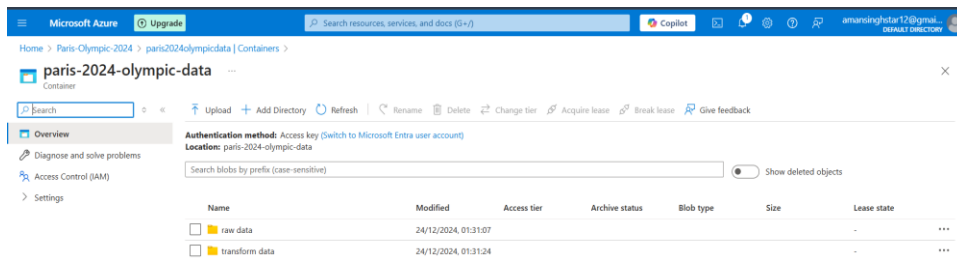 Microsoft Azure Upgrade Search resources, services, and docs (G+/) Copilot amansinghstar12@gmai... DEFAULT DIRECTORY
Home > Paris-Olympic-2024 > paris2024olympicdata | Containers >
paris-2024-olympic-data ...
Container
Search Upload Add Directory Refresh Rename Delete Change tier Acquire lease Break lease Give feedback
Overview
Diagnose and solve problems
Access Control (IAM)
Settings
Authentication method: Access key (Switch to Microsoft Entra user account)
Location: paris-2024-olympic-data
Search blobs by prefix (case-sensitive) Show deleted objects
Name Modified Access tier Archive status Blob type Size Lease state
raw data 24/12/2024, 01:31:07 - ...
transform data 24/12/2024, 01:31:24 - ...